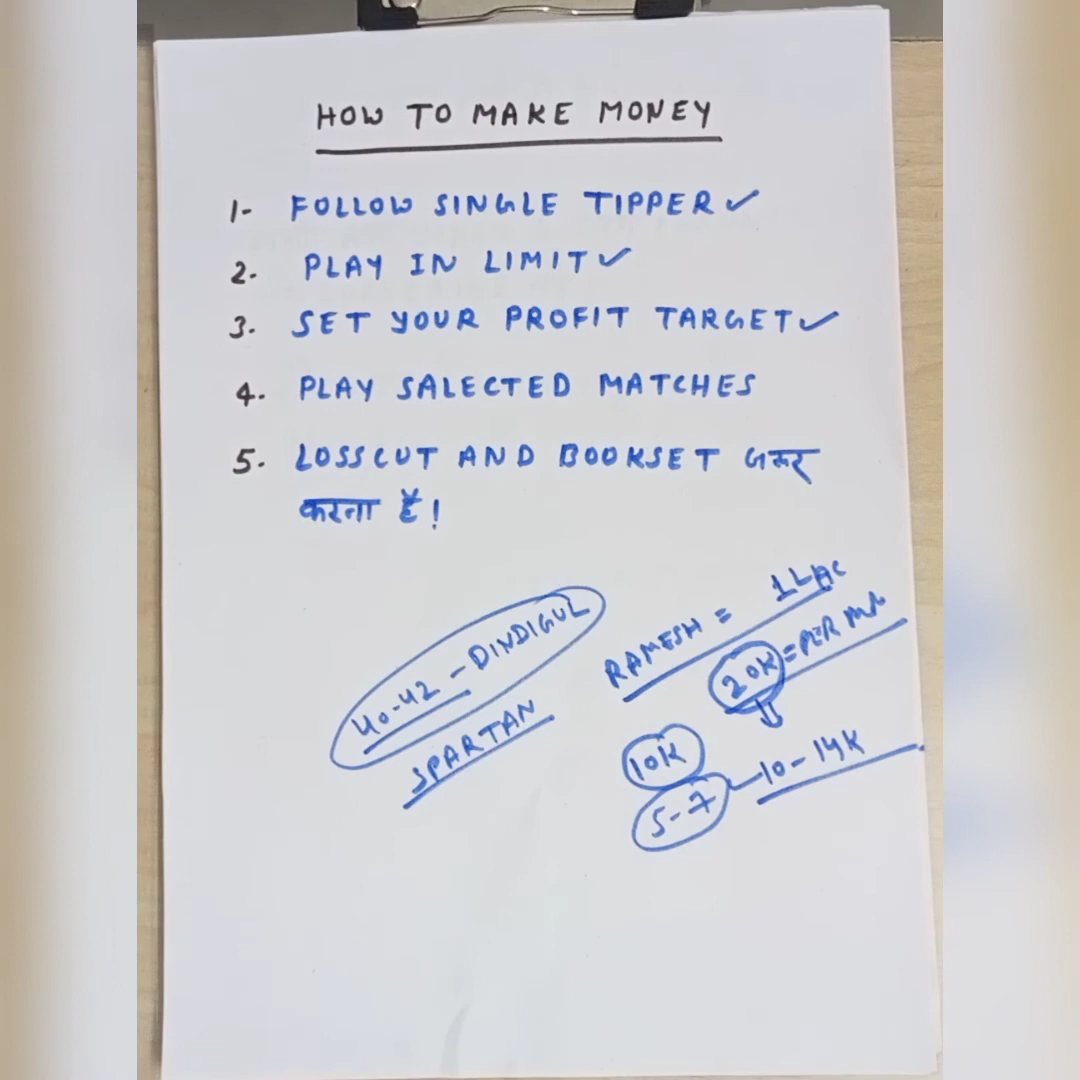 HOW TO MAKE MONEY
1- FOLLOW SINGLE TIPPER ✓
2. PLAY IN LIMIT ✓
3. SET YOUR PROFIT TARGET ✓
4. PLAY SALECTED MATCHES
5. LOSSCUT AND BOOKSET जरूर
करना है!
40-42 - DINDIGUL
SPARTAN
RAMESH = 1 LAC
20K = PER
10K
5-7 - 10-14K